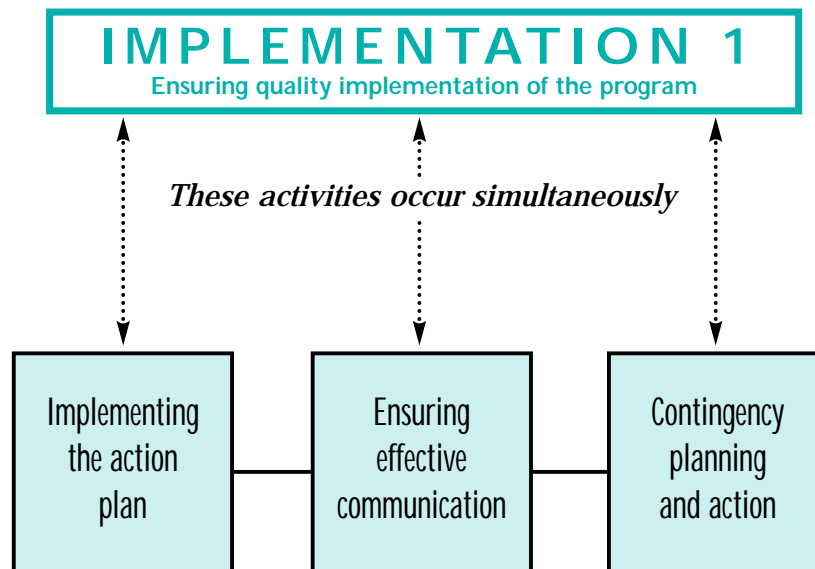 IMPLEMENTATION 1
Ensuring quality implementation of the program
These activities occur simultaneously
Implementing
the action
plan
Ensuring
effective
communication
Contingency
planning
and action